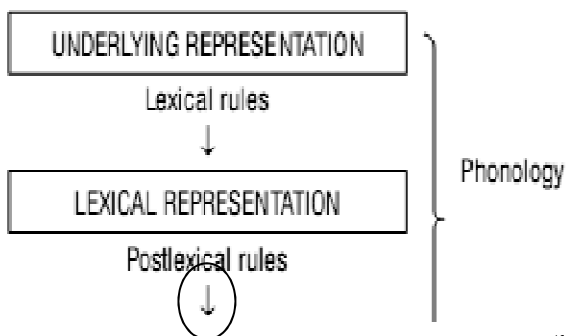 UNDERLYING REPRESENTATION
Lexical rules
↓
Phonology
LEXICAL REPRESENTATION
Postlexical rules
↓